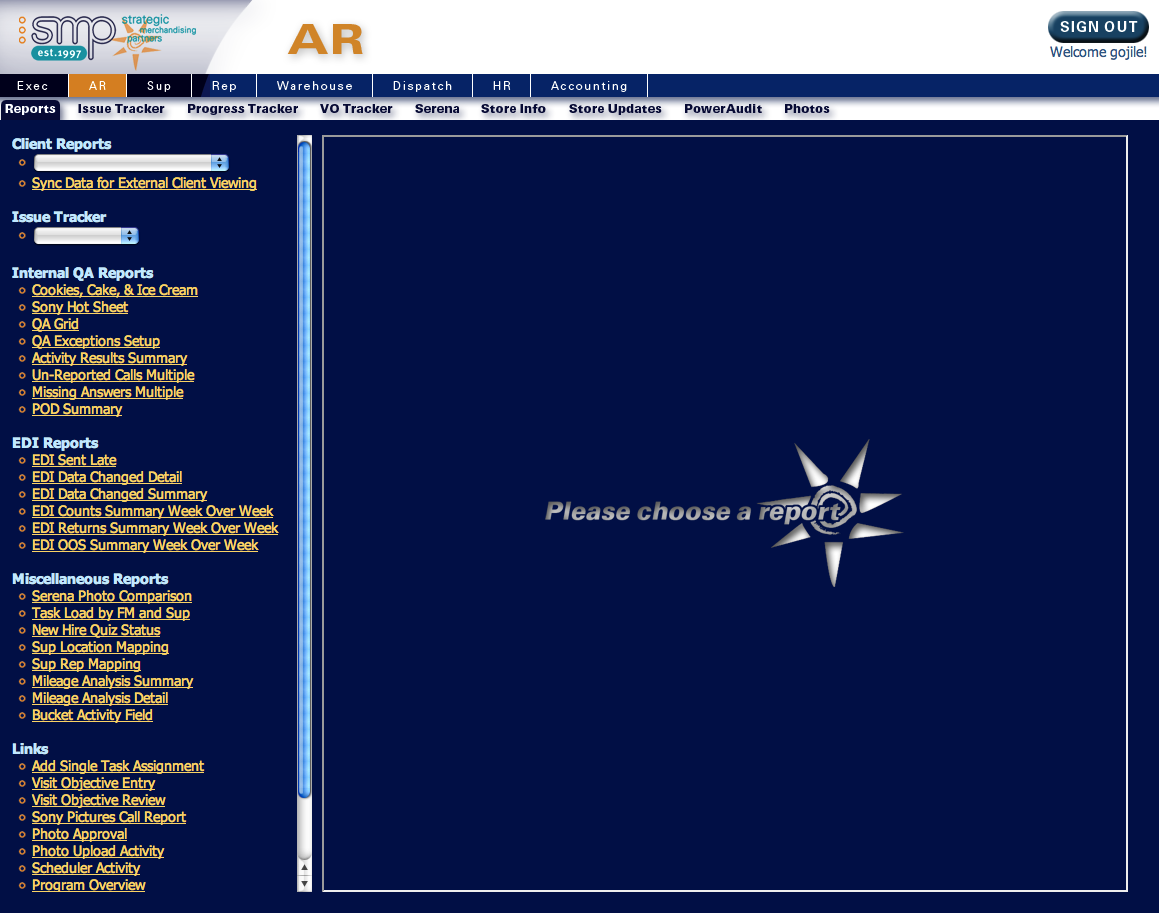 smp
strategic
merchandising
partners
est.1997
AR
SIGN OUT
Welcome gojile!
Exec AR Sup Rep Warehouse Dispatch HR Accounting
Reports Issue Tracker Progress Tracker VO Tracker Serena Store Info Store Updates PowerAudit Photos
Client Reports
Sync Data for External Client Viewing
Issue Tracker
Internal QA Reports
Cookies, Cake, & Ice Cream
Sony Hot Sheet
QA Grid
QA Exceptions Setup
Activity Results Summary
Un-Reported Calls Multiple
Missing Answers Multiple
POD Summary
EDI Reports
EDI Sent Late
EDI Data Changed Detail
EDI Data Changed Summary
EDI Counts Summary Week Over Week
EDI Returns Summary Week Over Week
EDI OOS Summary Week Over Week
Miscellaneous Reports
Serena Photo Comparison
Task Load by FM and Sup
New Hire Quiz Status
Sup Location Mapping
Sup Rep Mapping
Mileage Analysis Summary
Mileage Analysis Detail
Bucket Activity Field
Links
Add Single Task Assignment
Visit Objective Entry
Visit Objective Review
Sony Pictures Call Report
Photo Approval
Photo Upload Activity
Scheduler Activity
Program Overview
Please choose a report